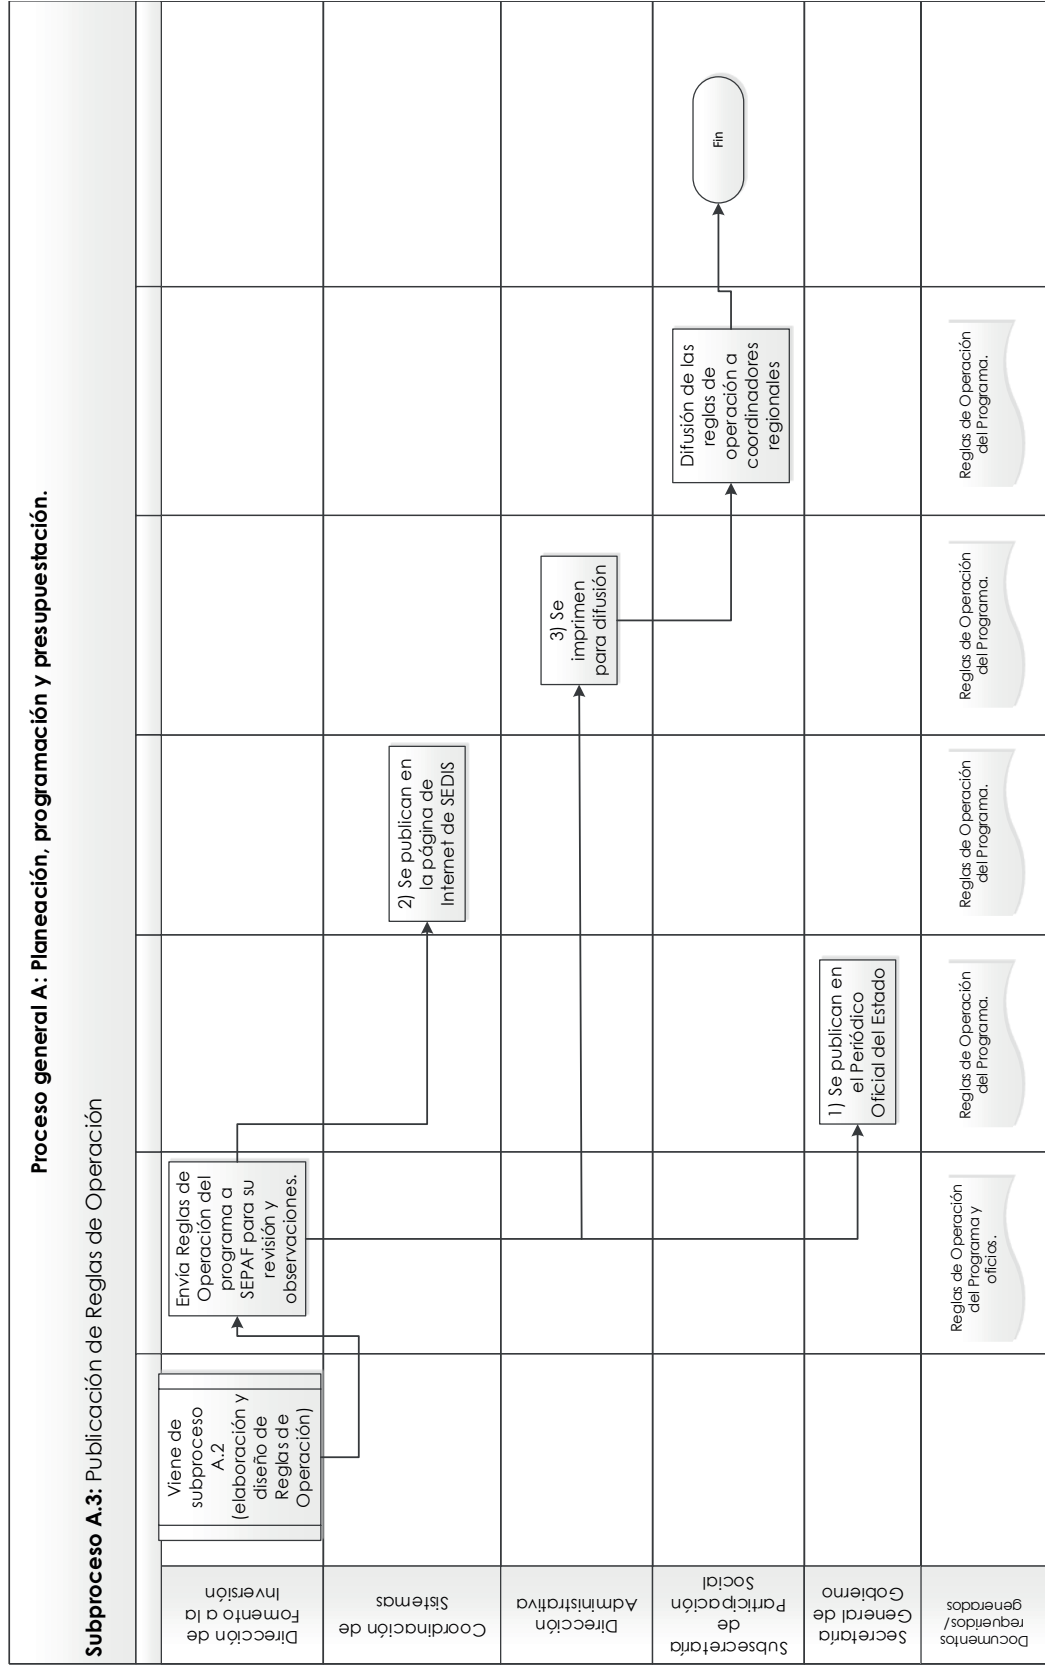 Proceso general A: Planeación, programación y presupuestación.
Subproceso A.3: Publicación de Reglas de Operación
Dirección de
Fomento a la
Inversión
Viene de
subproceso
A.2
(elaboración y
diseño de
Reglas de
Operación)
Envía Reglas de
Operación del
programa a
SEPAF para su
revisión y
observaciones.
Coordinación de
Sistemas
2) Se publican en
la página de
Internet de SEDIS
Dirección
Administrativa
3) Se
imprimen
para difusión
Subsecretaría
de
Participación
Social
Difusión de las
reglas de
operación a
coordinadores
regionales
Fin
Secretaría
General de
Gobierno
1) Se publican en
el Periódico
Oficial del Estado
Documentos
requeridos/
generados
Reglas de Operación
del Programa y
oficios.
Reglas de Operación
del Programa.
Reglas de Operación
del Programa.
Reglas de Operación
del Programa.
Reglas de Operación
del Programa.